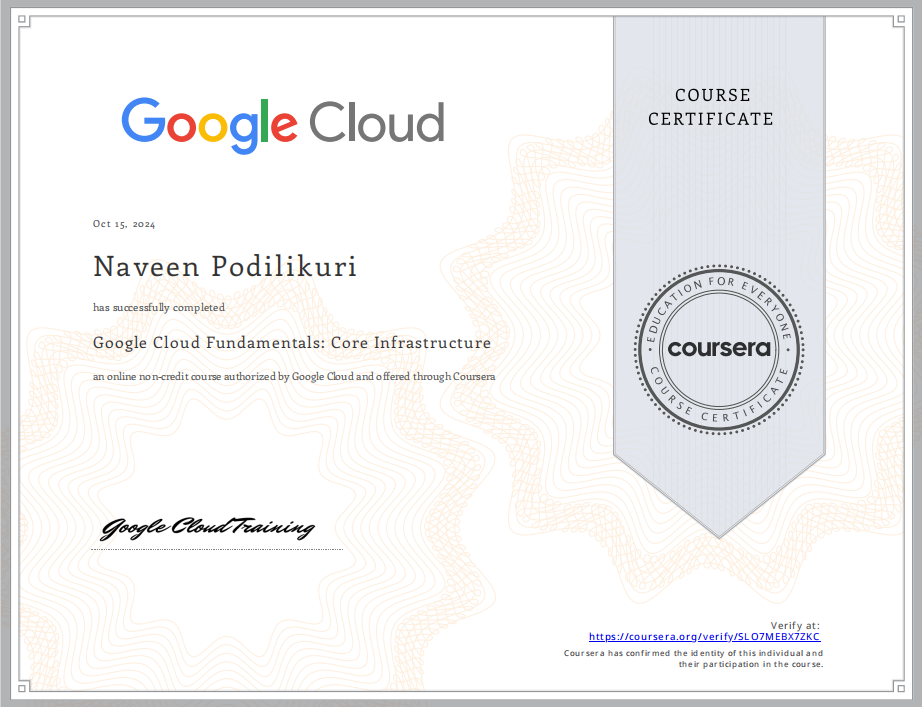 Google Cloud
COURSE
CERTIFICATE
Oct 15, 2024
Naveen Podilikuri
has successfully completed
Google Cloud Fundamentals: Core Infrastructure
an online non-credit course authorized by Google Cloud and offered through Coursera
EDUCATION FOR EVERYONE
coursera
COURSE CERTIFICATE
Google Cloud Training
Verify at:
https://coursera.org/verify/SLO7MEBX7ZKC
Coursera has confirmed the identity of this individual and
their participation in the course.